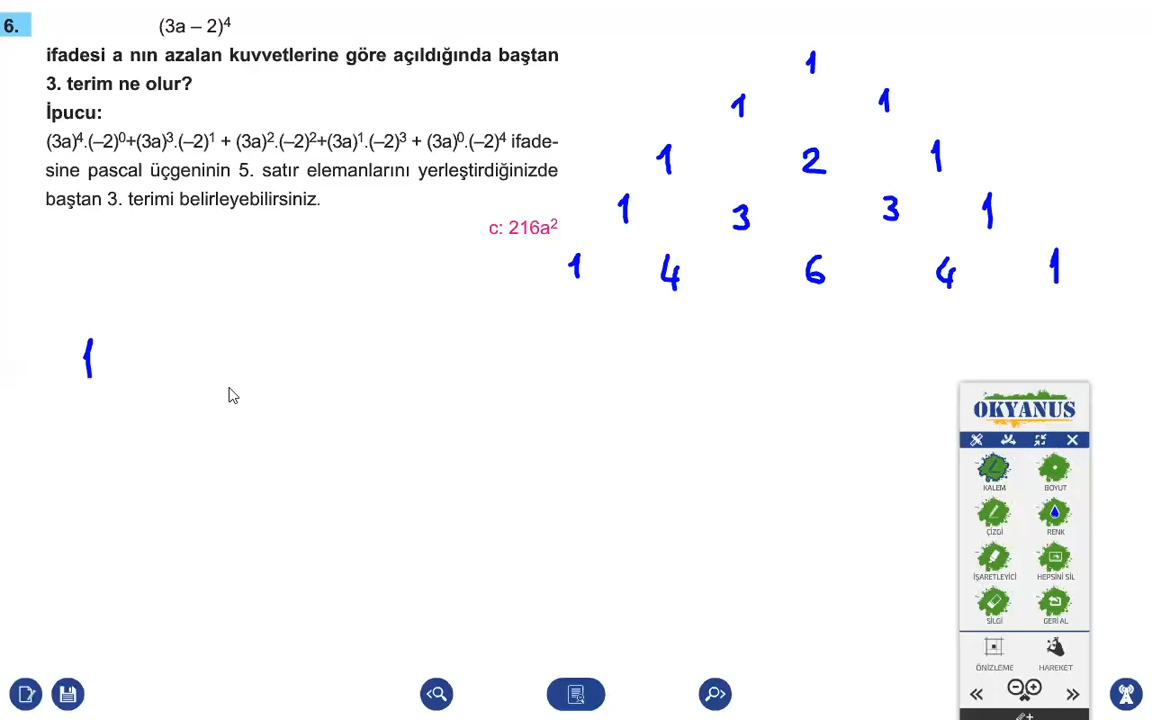 6.
(3a – 2)⁴
ifadesi a nın azalan kuvvetlerine göre açıldığında baştan
3. terim ne olur?
İpucu:
(3a)⁴.(–2)⁰+(3a)³.(–2)¹ + (3a)².(–2)²+(3a)¹.(–2)³ + (3a)⁰.(–2)⁴ ifade-
sine pascal üçgeninin 5. satır elemanlarını yerleştirdiğinizde
baştan 3. terimi belirleyebilirsiniz.
c: 216a²
1
1 1
1 2 1
1 3 3 1
1 4 6 4 1
1
OKYANUS
KALEM BOYUT
ÇİZGİ RENK
İŞARETLEYİCİ HEPSİNİ SİL
SİLGİ GERİ AL
ÖNİZLEME HAREKET